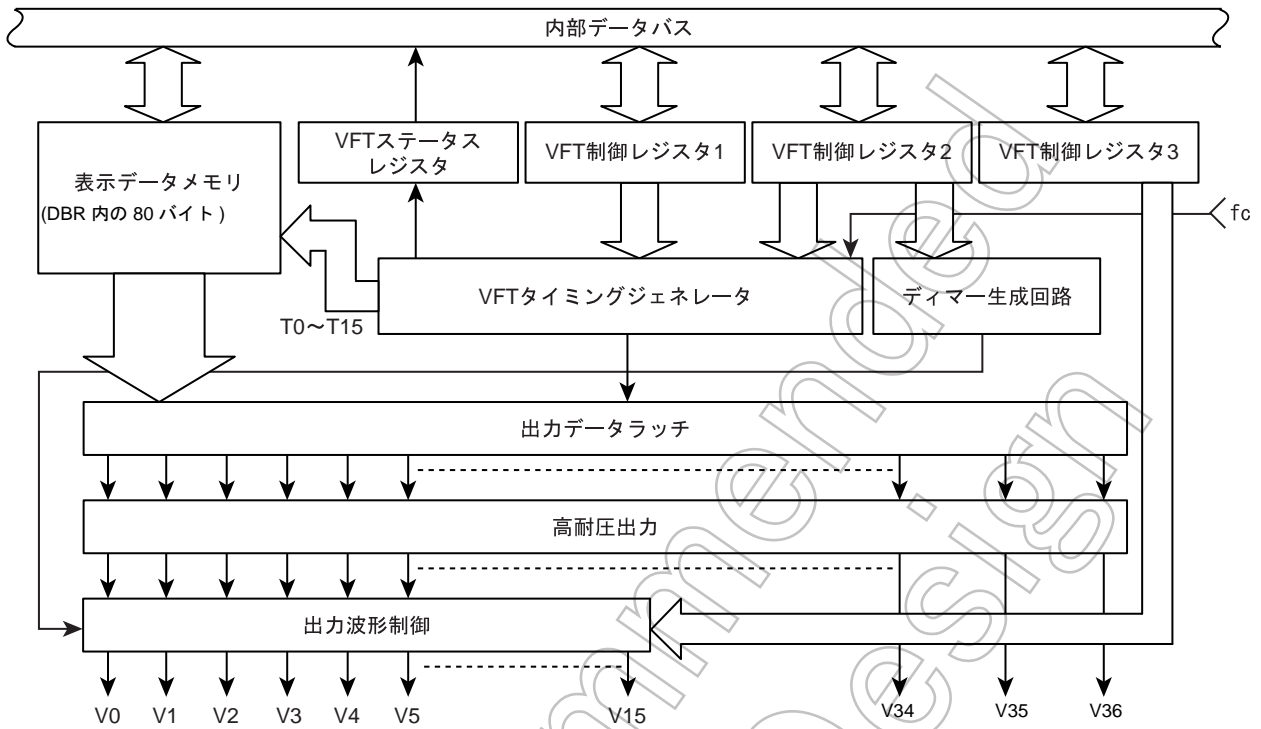 内部データバス
表示データメモリ
(DBR 内の 80 バイト )
VFTステータス
レジスタ
VFT制御レジスタ1
VFT制御レジスタ2
VFT制御レジスタ3
fc
T0～T15
VFTタイミングジェネレータ
ディマー生成回路
出力データラッチ
高耐圧出力
出力波形制御
V0
V1
V2
V3
V4
V5
V15
V34
V35
V36
mmended
Design